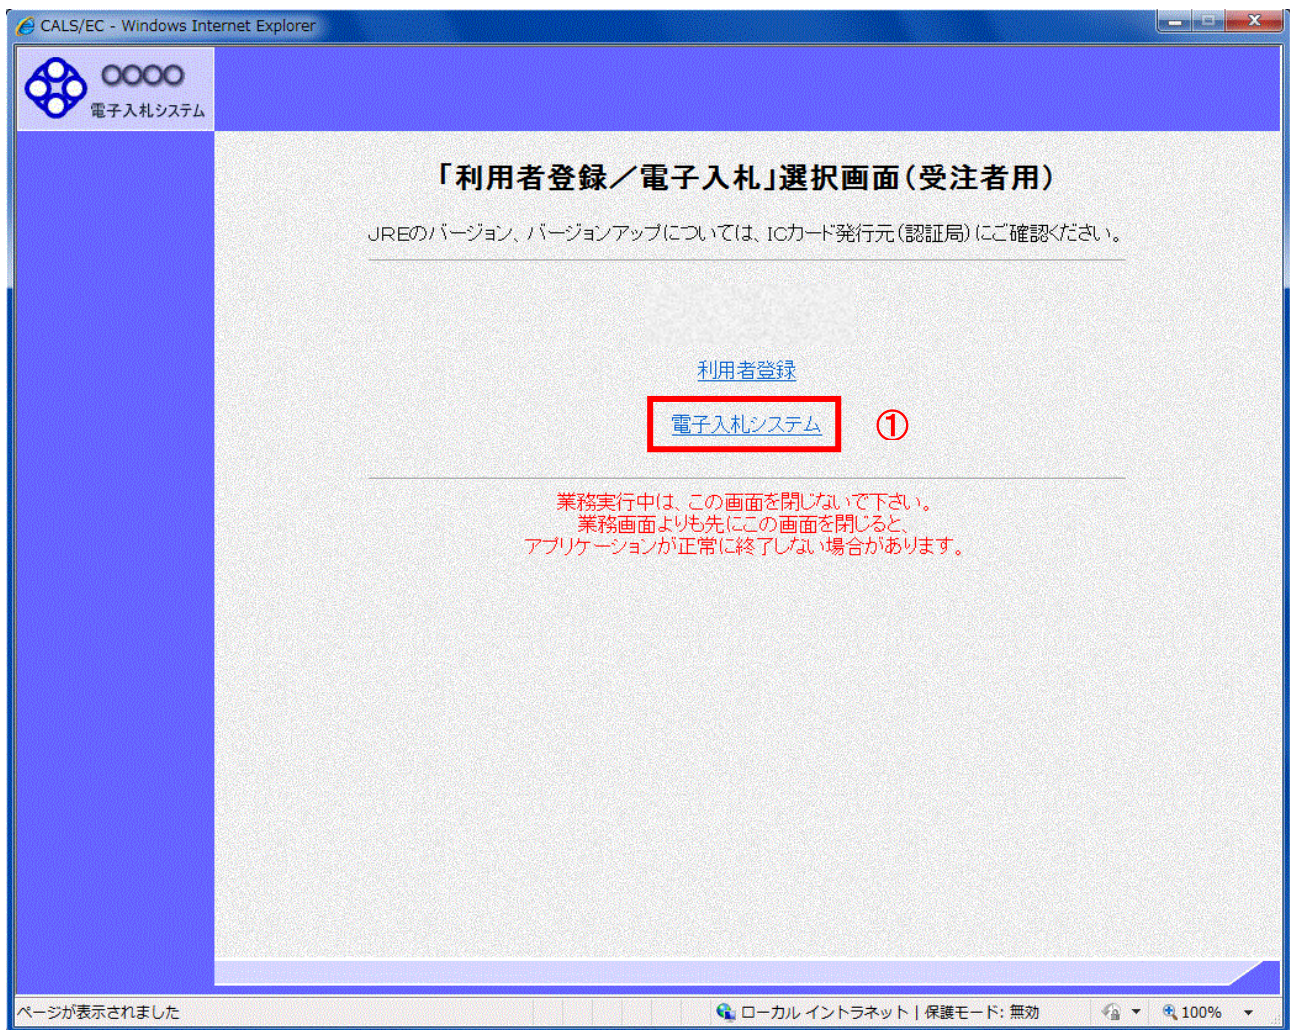 CALS/EC - Windows Internet Explorer
○○○○
電子入札システム
「利用者登録／電子入札」選択画面（受注者用）
JREのバージョン、バージョンアップについては、ICカード発行元（認証局）にご確認ください。
利用者登録
電子入札システム ①
業務実行中は、この画面を閉じないで下さい。
業務画面よりも先にこの画面を閉じると、
アプリケーションが正常に終了しない場合があります。
ページが表示されました ローカル イントラネット | 保護モード: 無効 100%